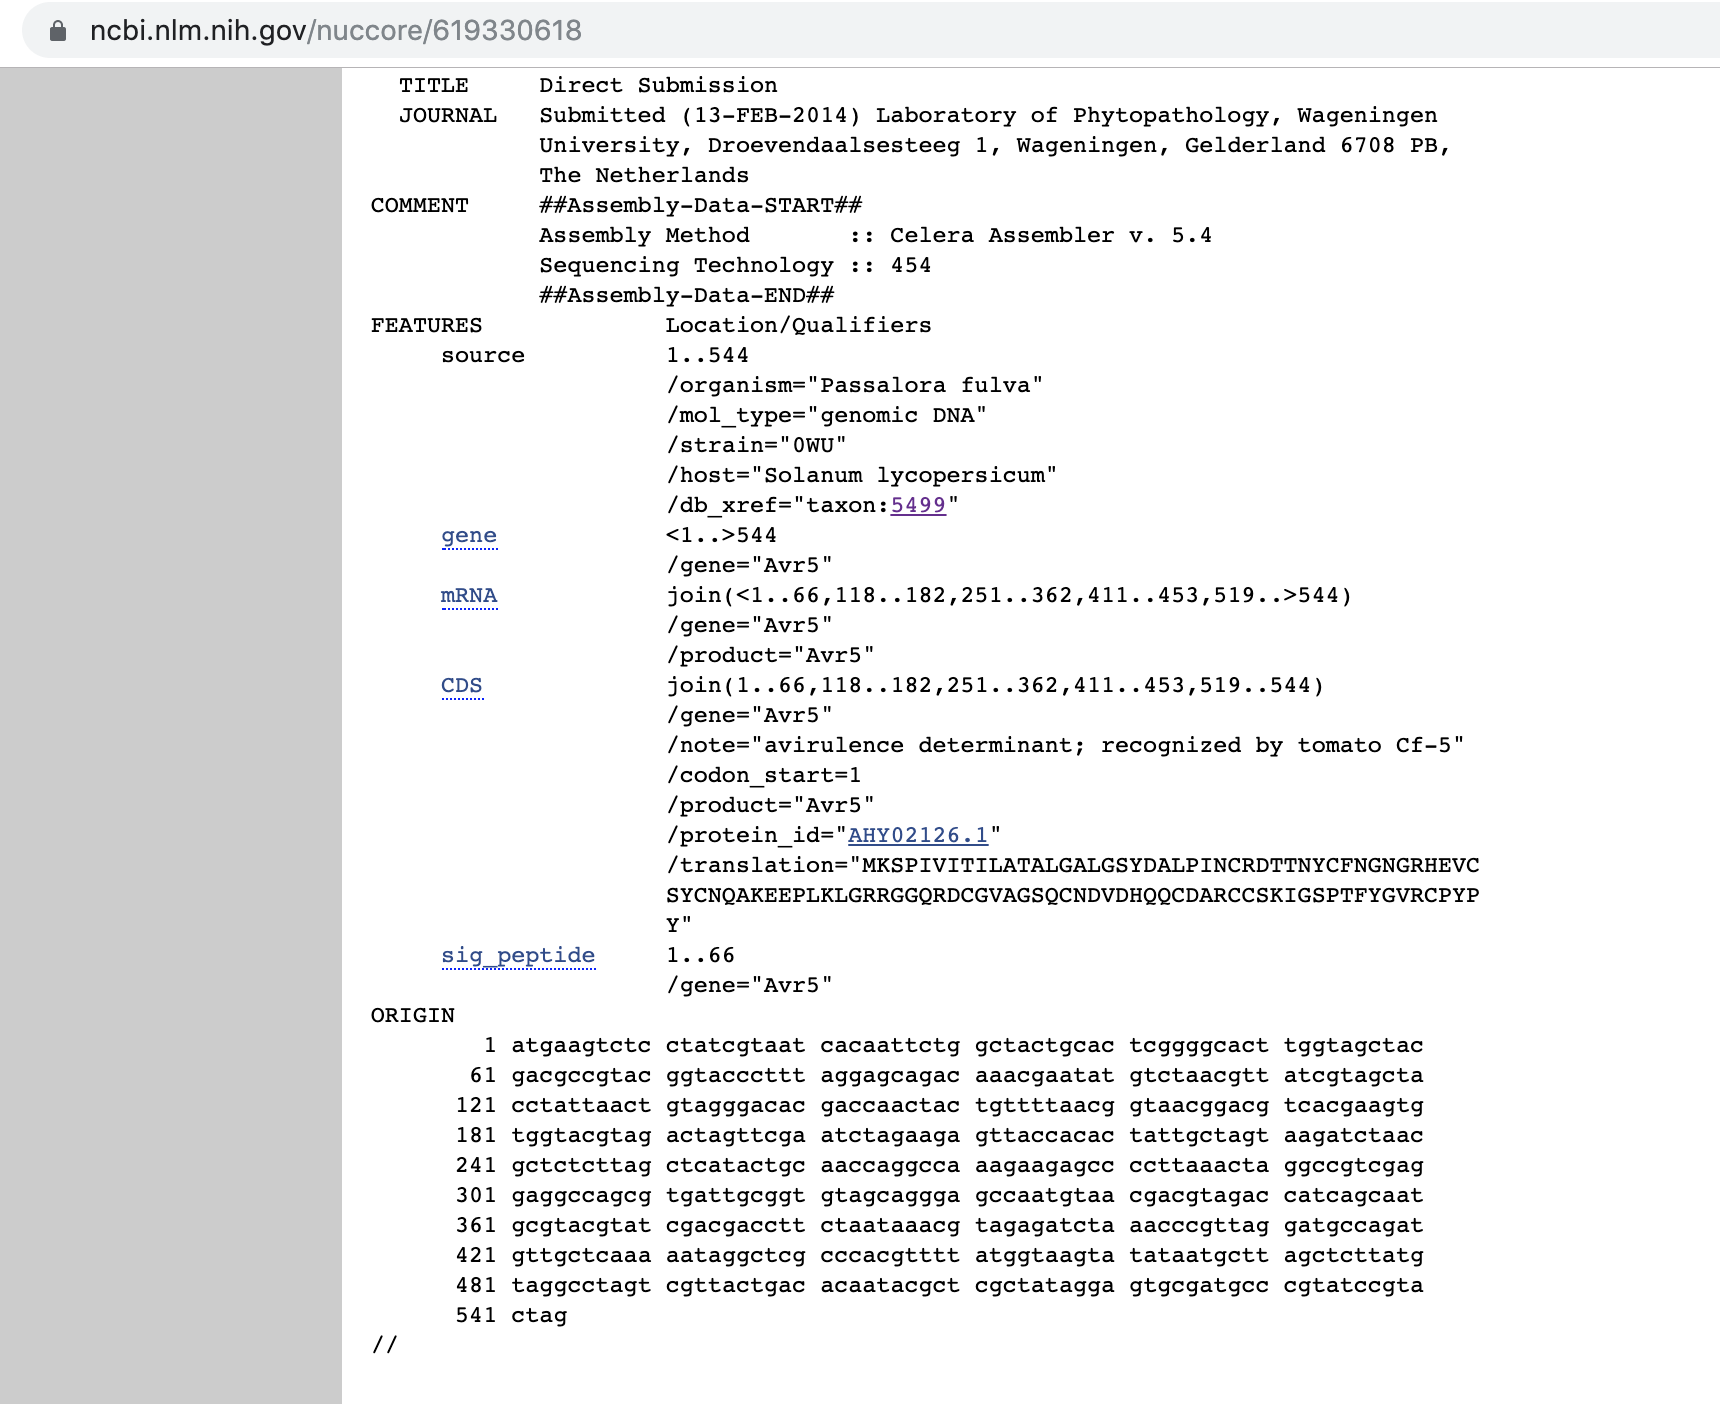 ncbi.nlm.nih.gov/nuccore/619330618
TITLE Direct Submission
JOURNAL Submitted (13-FEB-2014) Laboratory of Phytopathology, Wageningen
University, Droevendaalsesteeg 1, Wageningen, Gelderland 6708 PB,
The Netherlands
COMMENT ##Assembly-Data-START##
Assembly Method :: Celera Assembler v. 5.4
Sequencing Technology :: 454
##Assembly-Data-END##
FEATURES Location/Qualifiers
source 1..544
/organism="Passalora fulva"
/mol_type="genomic DNA"
/strain="0WU"
/host="Solanum lycopersicum"
/db_xref="taxon:5499"
gene <1..>544
/gene="Avr5"
mRNA join(<1..66,118..182,251..362,411..453,519..>544)
/gene="Avr5"
/product="Avr5"
CDS join(1..66,118..182,251..362,411..453,519..544)
/gene="Avr5"
/note="avirulence determinant; recognized by tomato Cf-5"
/codon_start=1
/product="Avr5"
/protein_id="AHY02126.1"
/translation="MKSPIVITILATALGALGSYDALPINCRDTTNYCFNGNGRHEVC
SYCNQAKEEPLKLGRRGGQRDCGVAGSQCNDVDHQQCDARCCSKIGSPTFYGVRCPYP
Y"
sig_peptide 1..66
/gene="Avr5"
ORIGIN
1 atgaagtctc ctatcgtaat cacaattctg gctactgcac tcggggcact tggtagctac
61 gacgccgtac ggtacccttt aggagcagac aaacgaatat gtctaacgtt atcgtagcta
121 cctattaact gtagggacac gaccaactac tgttttaacg gtaacggacg tcacgaagtg
181 tggtacgtag actagttcga atctagaaga gttaccacac tattgctagt aagatctaac
241 gctctcttag ctcatactgc aaccaggcca aagaagagcc ccttaaacta ggccgtcgag
301 gaggccagcg tgattgcggt gtagcaggga gccaatgtaa cgacgtagac catcagcaat
361 gcgtacgtat cgacgacctt ctaataaacg tagagatcta aacccgttag gatgccagat
421 gttgctcaaa aataggctcg cccacgtttt atggtaagta tataatgctt agctcttatg
481 taggcctagt cgttactgac acaatacgct cgctatagga gtgcgatgcc cgtatccgta
541 ctag
//